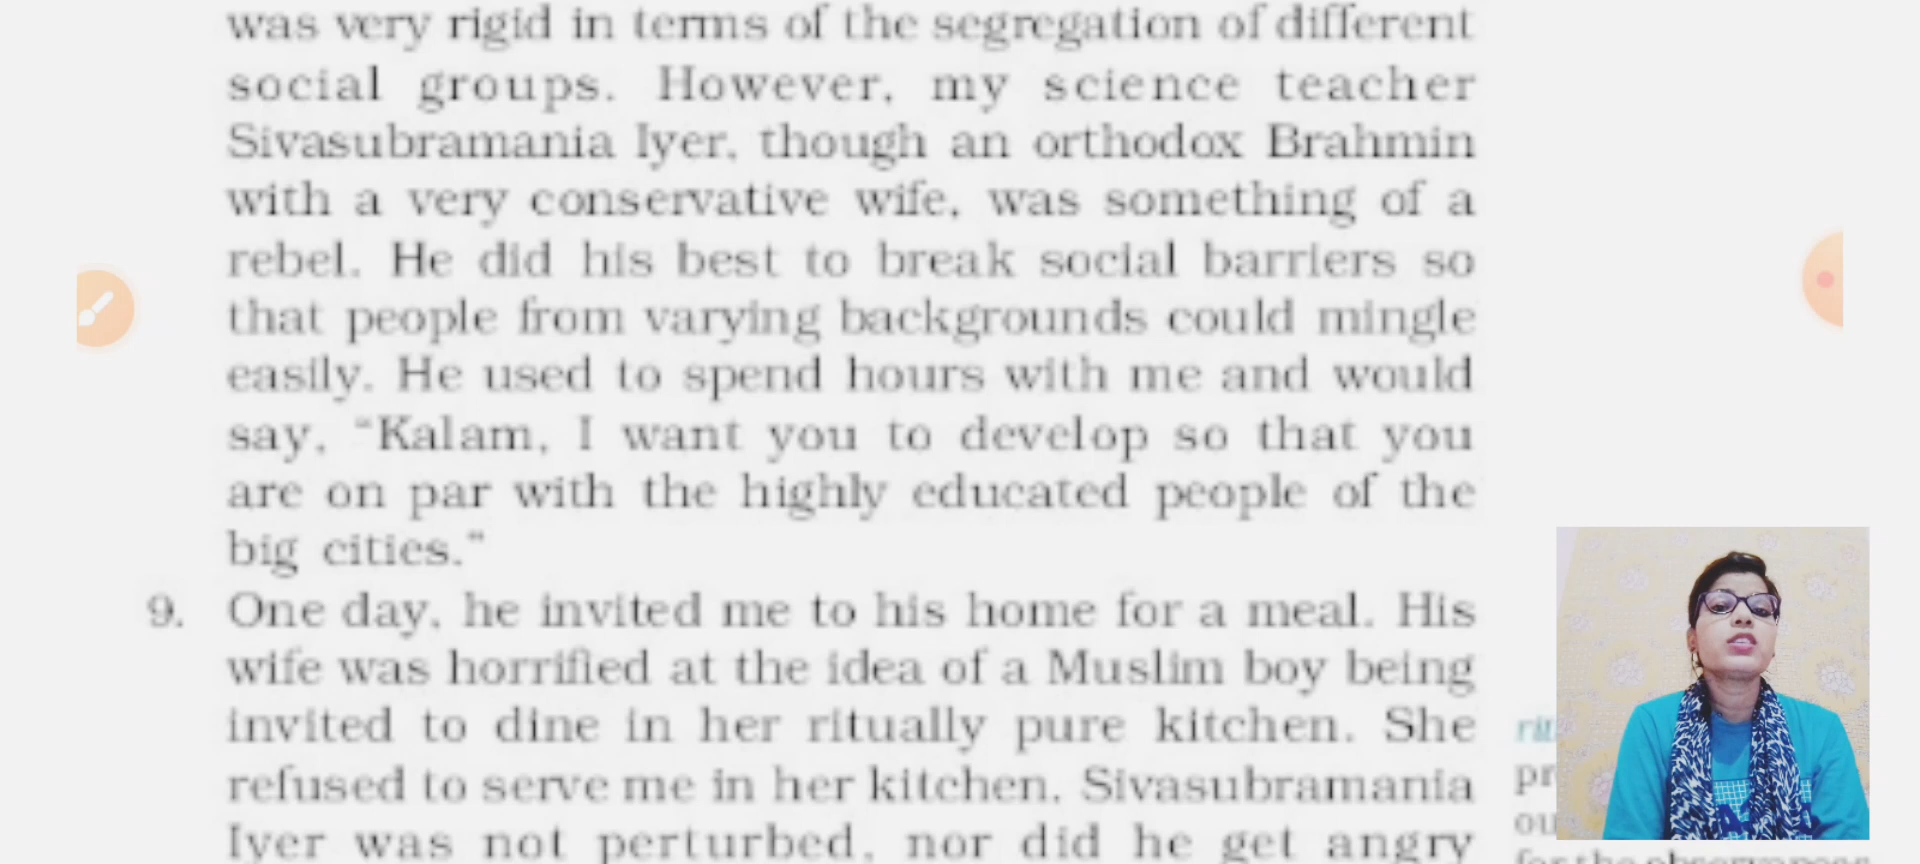 was very rigid in terms of the segregation of different
social groups. However, my science teacher
Sivasubramania Iyer, though an orthodox Brahmin
with a very conservative wife, was something of a
rebel. He did his best to break social barriers so
that people from varying backgrounds could mingle
easily. He used to spend hours with me and would
say, “Kalam, I want you to develop so that you
are on par with the highly educated people of the
big cities.”
9. One day, he invited me to his home for a meal. His
wife was horrified at the idea of a Muslim boy being
invited to dine in her ritually pure kitchen. She
refused to serve me in her kitchen. Sivasubramania
Iyer was not perturbed, nor did he get angry
for the observance